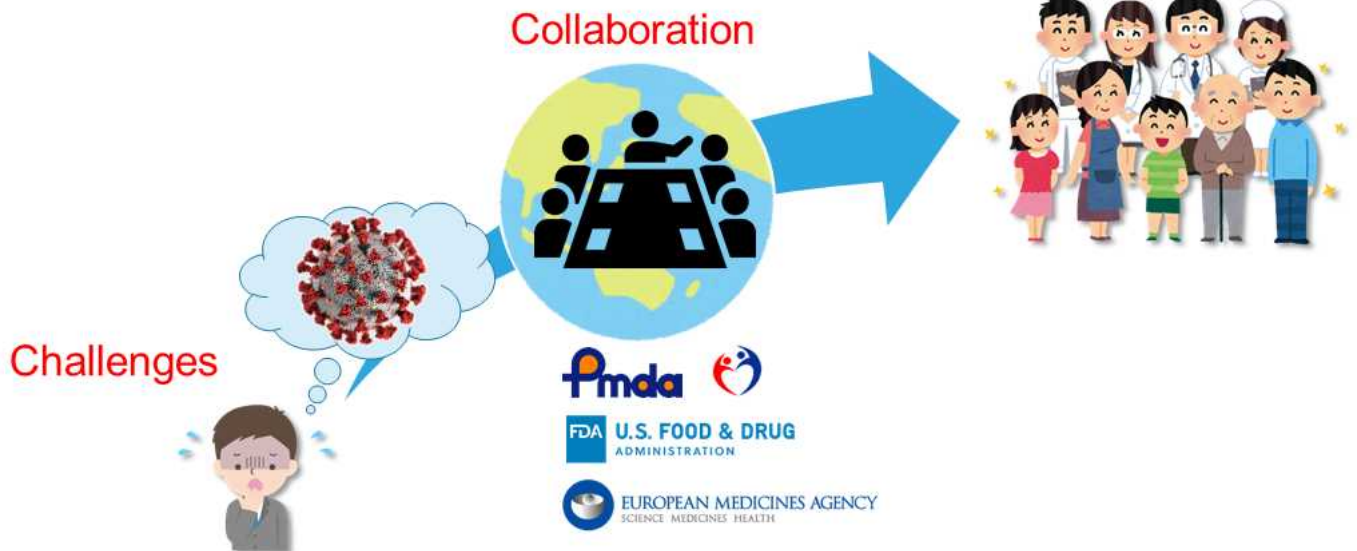 Collaboration
Challenges
Pmda
FDA U.S. FOOD & DRUG
ADMINISTRATION
EUROPEAN MEDICINES AGENCY
SCIENCE MEDICINES HEALTH